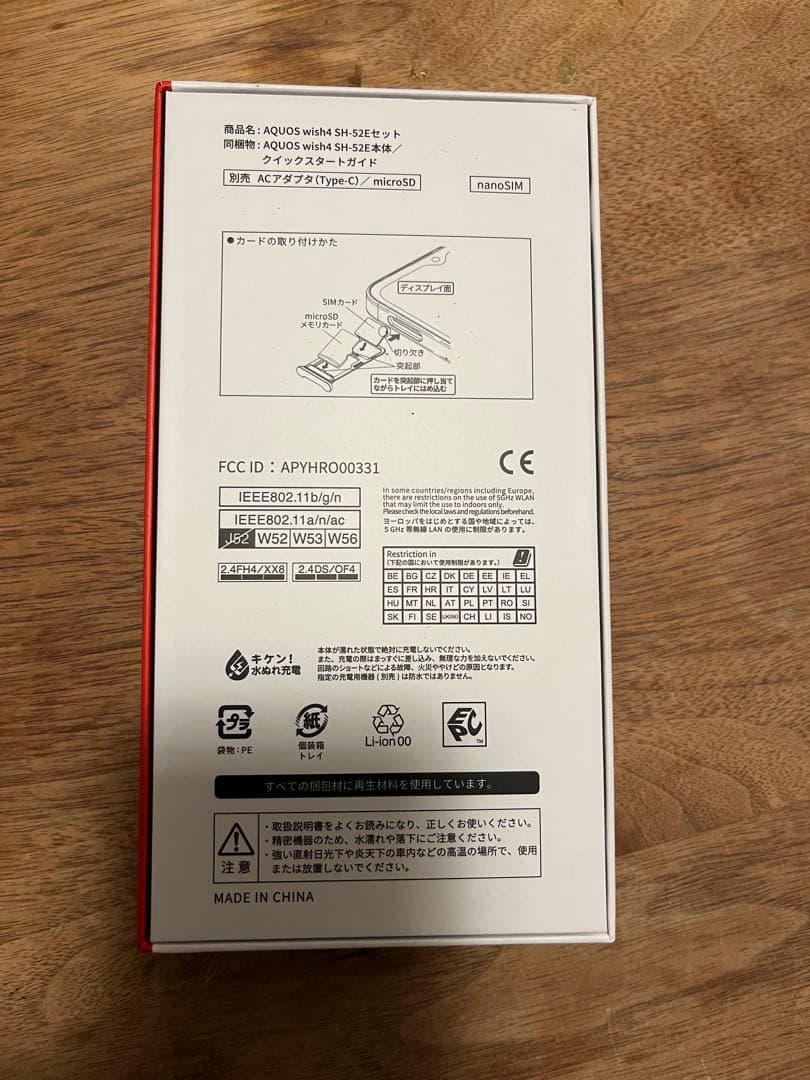 商品名：AQUOS wish4 SH-52Eセット
同梱物：AQUOS wish4 SH-52E本体／
クイックスタートガイド
別売 ACアダプタ（Type-C）／ microSD
nanoSIM
●カードの取り付けかた
ディスプレイ面
SIMカード
microSD
メモリカード
切り欠き
突起部
カードを突起部に押し当て
ながらトレイにはめ込む
FCC ID：APYHRO00331
CE
IEEE802.11b/g/n
IEEE802.11a/n/ac
J52 W52 W53 W56
2.4FH4/XX8 2.4DS/OF4
In some countries/regions including Europe,
there are restrictions on the use of 5GHz WLAN
that may limit the use to indoors only.
Please check the local laws and regulations beforehand.
ヨーロッパをはじめとする国や地域によっては、
5GHz 帯無線 LAN の使用に制限があります。
Restriction in
（下記の国において使用制限があります。）
BE BG CZ DK DE EE IE EL
ES FR HR IT CY LV LT LU
HU MT NL AT PL PT RO SI
SK FI SE UK(NI) CH LI IS NO
キケン！
水ぬれ充電
本体が濡れた状態で絶対に充電しないでください。
また、充電の際はまっすぐに差し込み、無理な力を加えないでください。
回路のショートなどによる故障、火災ややけどの原因となります。
指定の充電用機器（別売）は防水ではありません。
プラ
袋物：PE
紙
個装箱
トレイ
Li-ion 00
EPC
TM
すべての梱包材に再生材料を使用しています。
注意
・取扱説明書をよくお読みになり、正しくお使いください。
・精密機器のため、水濡れや落下にご注意ください。
・強い直射日光下や炎天下の車内などの高温の場所で、使用
または放置しないでください。
MADE IN CHINA